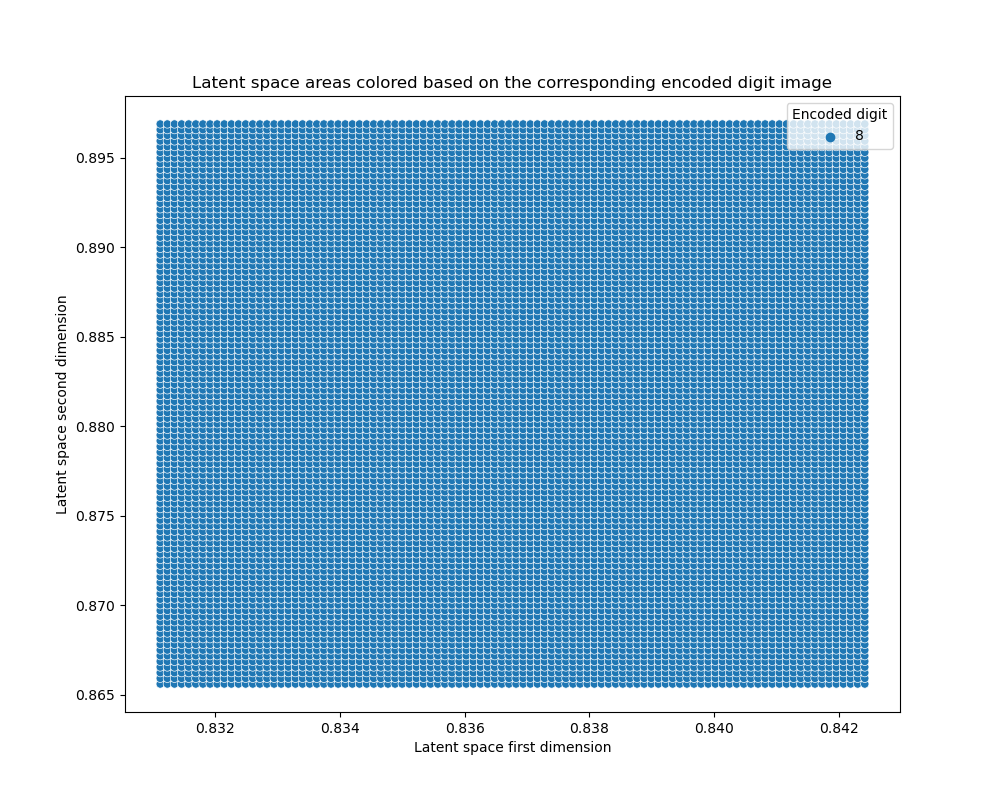 Latent space areas colored based on the corresponding encoded digit image
Encoded digit
8
0.895
0.890
0.885
0.880
0.875
0.870
0.865
Latent space second dimension
0.832 0.834 0.836 0.838 0.840 0.842
Latent space first dimension